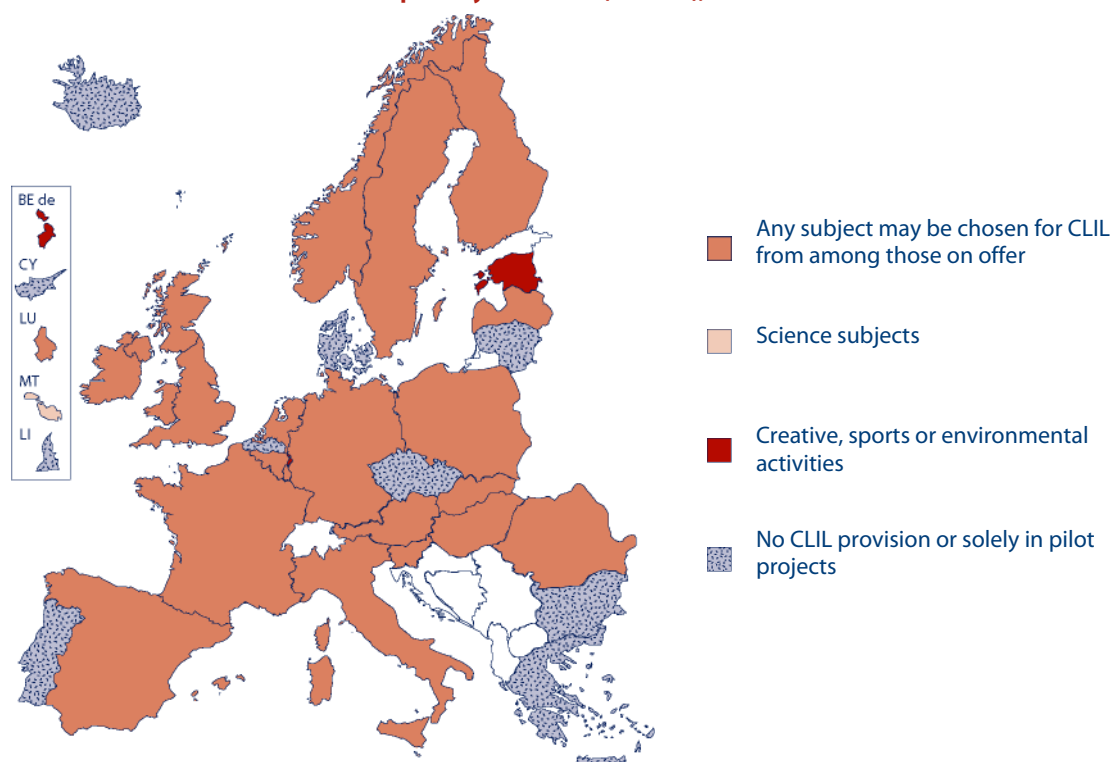 BE de
CY
LU
MT
LI
Any subject may be chosen for CLIL
from among those on offer
Science subjects
Creative, sports or environmental
activities
No CLIL provision or solely in pilot
projects